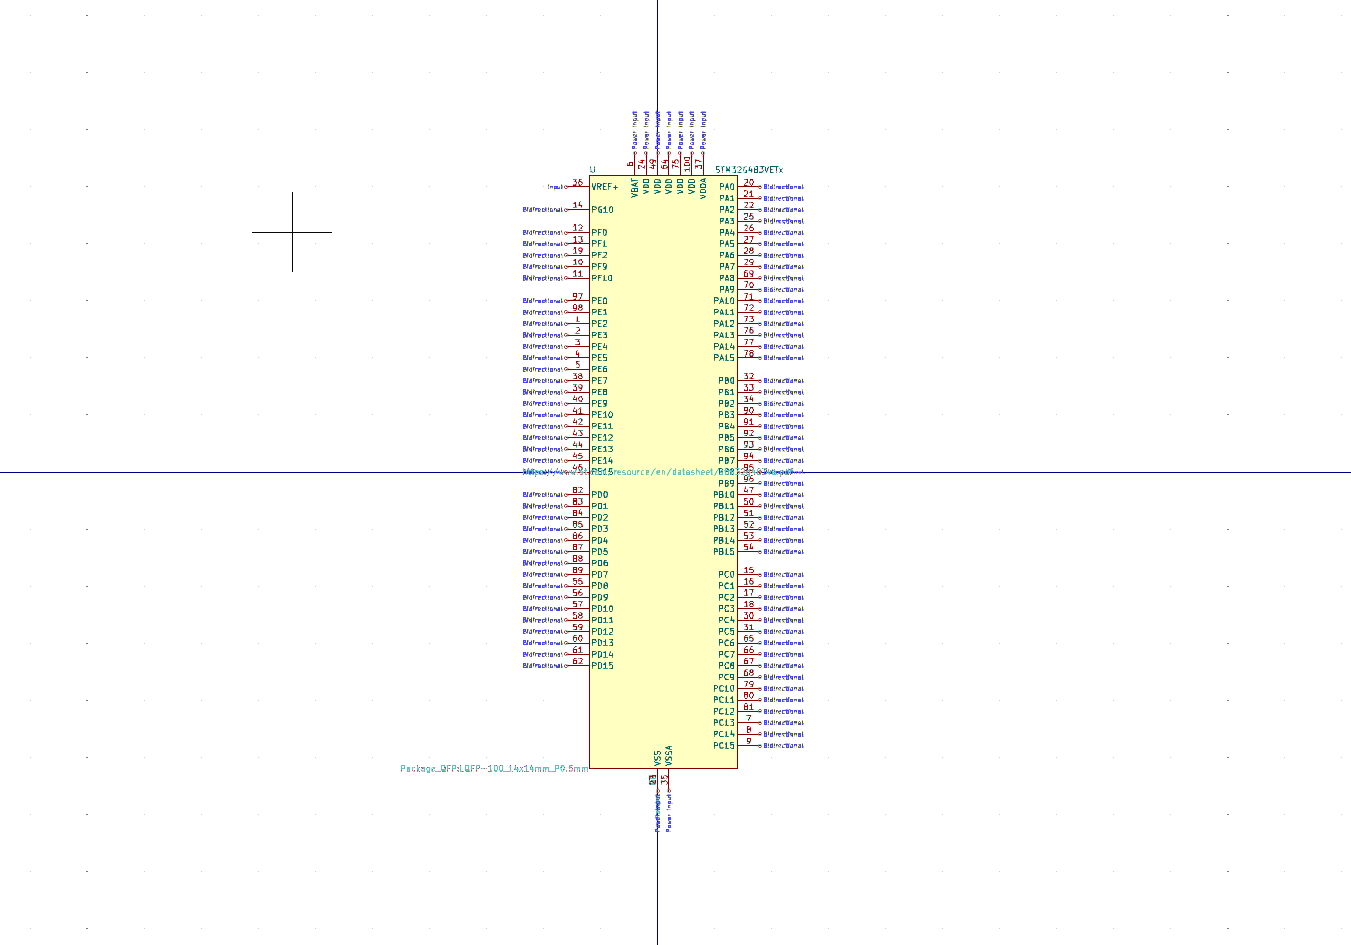 Power Input Power Input Power Input Power Input Power Input Power Input Power Input
6 24 49 64 75 100 37
U STM32G483VETx
VBAT VDD VDD VDD VDD VDD VDDA
Input 36 VREF+ PA0 20 Bidirectional
PA1 21 Bidirectional
Bidirectional 14 PG10 PA2 22 Bidirectional
PA3 25 Bidirectional
Bidirectional 12 PF0 PA4 26 Bidirectional
Bidirectional 13 PF1 PA5 27 Bidirectional
Bidirectional 19 PF2 PA6 28 Bidirectional
Bidirectional 10 PF9 PA7 29 Bidirectional
Bidirectional 11 PF10 PA8 69 Bidirectional
PA9 70 Bidirectional
Bidirectional 97 PE0 PA10 71 Bidirectional
Bidirectional 98 PE1 PA11 72 Bidirectional
Bidirectional 1 PE2 PA12 73 Bidirectional
Bidirectional 2 PE3 PA13 76 Bidirectional
Bidirectional 3 PE4 PA14 77 Bidirectional
Bidirectional 4 PE5 PA15 78 Bidirectional
Bidirectional 5 PE6
Bidirectional 38 PE7 PB0 32 Bidirectional
Bidirectional 39 PE8 PB1 33 Bidirectional
Bidirectional 40 PE9 PB2 34 Bidirectional
Bidirectional 41 PE10 PB3 90 Bidirectional
Bidirectional 42 PE11 PB4 91 Bidirectional
Bidirectional 43 PE12 PB5 92 Bidirectional
Bidirectional 44 PE13 PB6 93 Bidirectional
Bidirectional 45 PE14 PB7 94 Bidirectional
46 PE15 resource/en/datasheet/ 95
PB9 96 Bidirectional
Bidirectional 82 PD0 PB10 47 Bidirectional
Bidirectional 83 PD1 PB11 50 Bidirectional
Bidirectional 84 PD2 PB12 51 Bidirectional
Bidirectional 85 PD3 PB13 52 Bidirectional
Bidirectional 86 PD4 PB14 53 Bidirectional
Bidirectional 87 PD5 PB15 54 Bidirectional
Bidirectional 88 PD6
Bidirectional 89 PD7 PC0 15 Bidirectional
Bidirectional 55 PD8 PC1 16 Bidirectional
Bidirectional 56 PD9 PC2 17 Bidirectional
Bidirectional 57 PD10 PC3 18 Bidirectional
Bidirectional 58 PD11 PC4 30 Bidirectional
Bidirectional 59 PD12 PC5 31 Bidirectional
Bidirectional 60 PD13 PC6 65 Bidirectional
Bidirectional 61 PD14 PC7 66 Bidirectional
Bidirectional 62 PD15 PC8 67 Bidirectional
PC9 68 Bidirectional
PC10 79 Bidirectional
PC11 80 Bidirectional
PC12 81 Bidirectional
PC13 7 Bidirectional
PC14 8 Bidirectional
PC15 9 Bidirectional
VSS VSSA
Package_QFP:LQFP-100_14x14mm_P0.5mm
35
Power Input